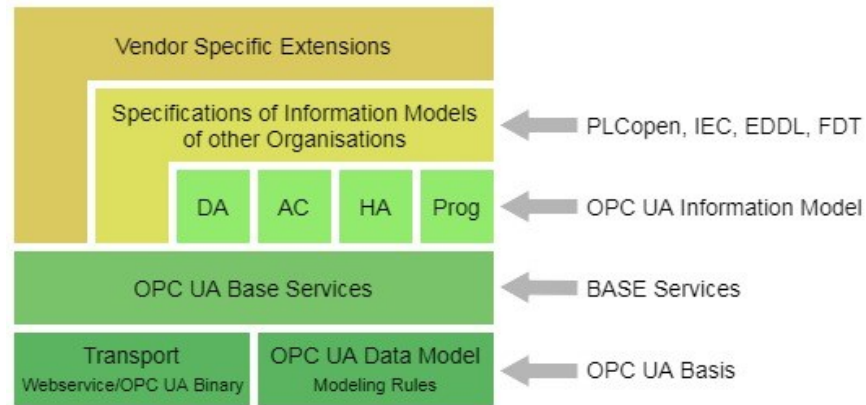 Vendor Specific Extensions
Specifications of Information Models
of other Organisations
PLCopen, IEC, EDDL, FDT
DA AC HA Prog
OPC UA Information Model
OPC UA Base Services
BASE Services
Transport
Webservice/OPC UA Binary
OPC UA Data Model
Modeling Rules
OPC UA Basis